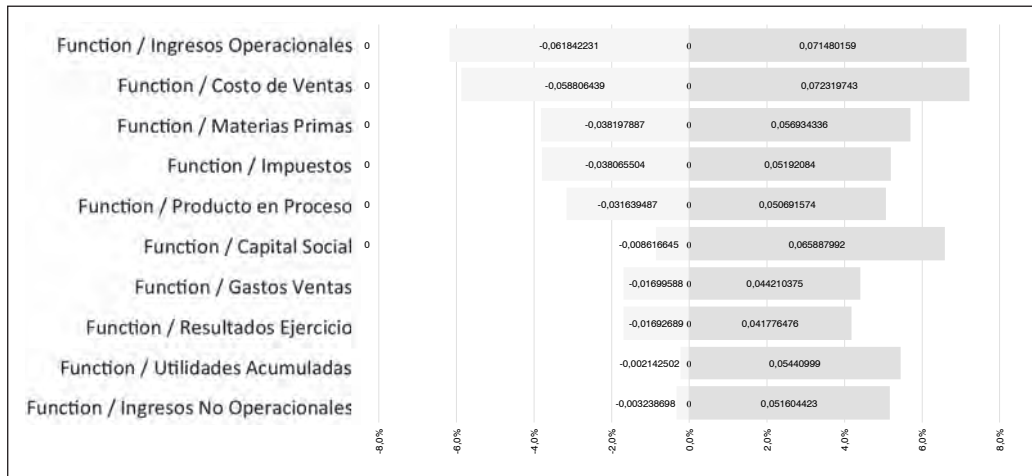 Function / Ingresos Operacionales 0 -0,061842231 0 0,071480159
Function / Costo de Ventas 0 -0,058806439 0 0,072319743
Function / Materias Primas 0 -0,038197887 0 0,056934336
Function / Impuestos 0 -0,038065504 0 0,05192084
Function / Producto en Proceso 0 -0,031639487 0 0,050691574
Function / Capital Social 0 -0,008616645 0 0,065887992
Function / Gastos Ventas -0,01699588 0 0,044210375
Function / Resultados Ejercicio -0,01692689 0 0,041776476
Function / Utilidades Acumuladas -0,002142502 0 0,05440999
Function / Ingresos No Operacionales -0,003238698 0 0,051604423
-8,0% -6,0% -4,0% -2,0% 0,0% 2,0% 4,0% 6,0% 8,0%